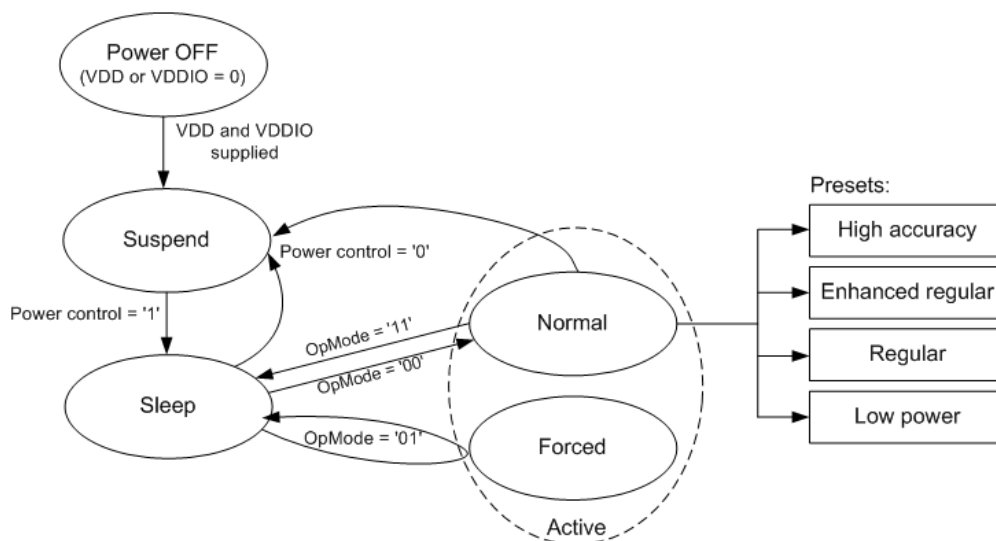 Power OFF
(VDD or VDDIO = 0)
VDD and VDDIO
supplied
Presets:
High accuracy
Suspend
Power control = '0'
Enhanced regular
Power control = '1'
OpMode = '11'
Normal
Regular
OpMode = '00'
Sleep
Low power
OpMode = '01'
Forced
Active